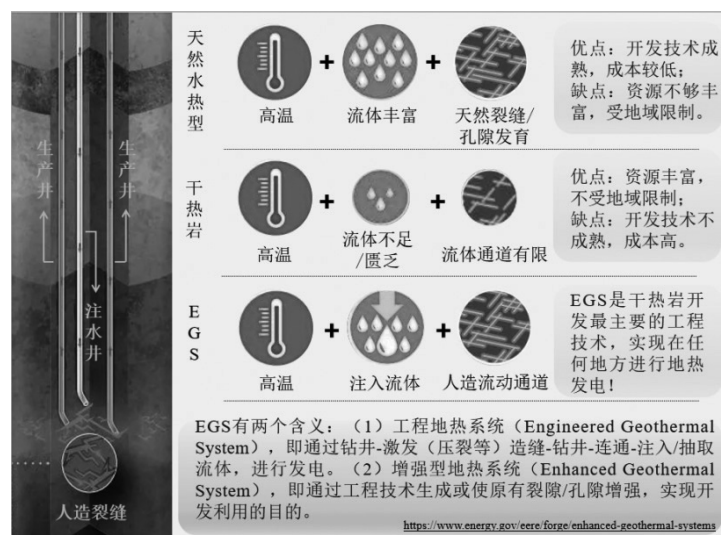 生产井
生产井
注水井
人造裂缝
天然水热型
高温
流体丰富
天然裂缝/
孔隙发育
优点：开发技术成
熟，成本较低；
缺点：资源不够丰
富，受地域限制。
干热岩
高温
流体不足
/匮乏
流体通道有限
优点：资源丰富，
不受地域限制；
缺点：开发技术不
成熟，成本高。
EGS
高温
注入流体
人造流动通道
EGS是干热岩开
发最主要的工程
技术，实现在任
何地方进行地热
发电！
EGS有两个含义：（1）工程地热系统（Engineered Geothermal
System），即通过钻井-激发（压裂等）造缝-钻井-连通-注入/抽取
流体，进行发电。（2）增强型地热系统（Enhanced Geothermal
System），即通过工程技术生成或使原有裂隙/孔隙增强，实现开
发利用的目的。
https://www.energy.gov/eere/forge/enhanced-geothermal-systems